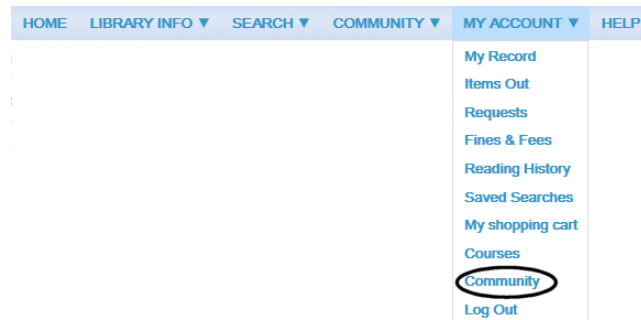 HOME LIBRARY INFO ▼ SEARCH ▼ COMMUNITY ▼ MY ACCOUNT ▼ HELP
My Record
Items Out
Requests
Fines & Fees
Reading History
Saved Searches
My shopping cart
Courses
Community
Log Out